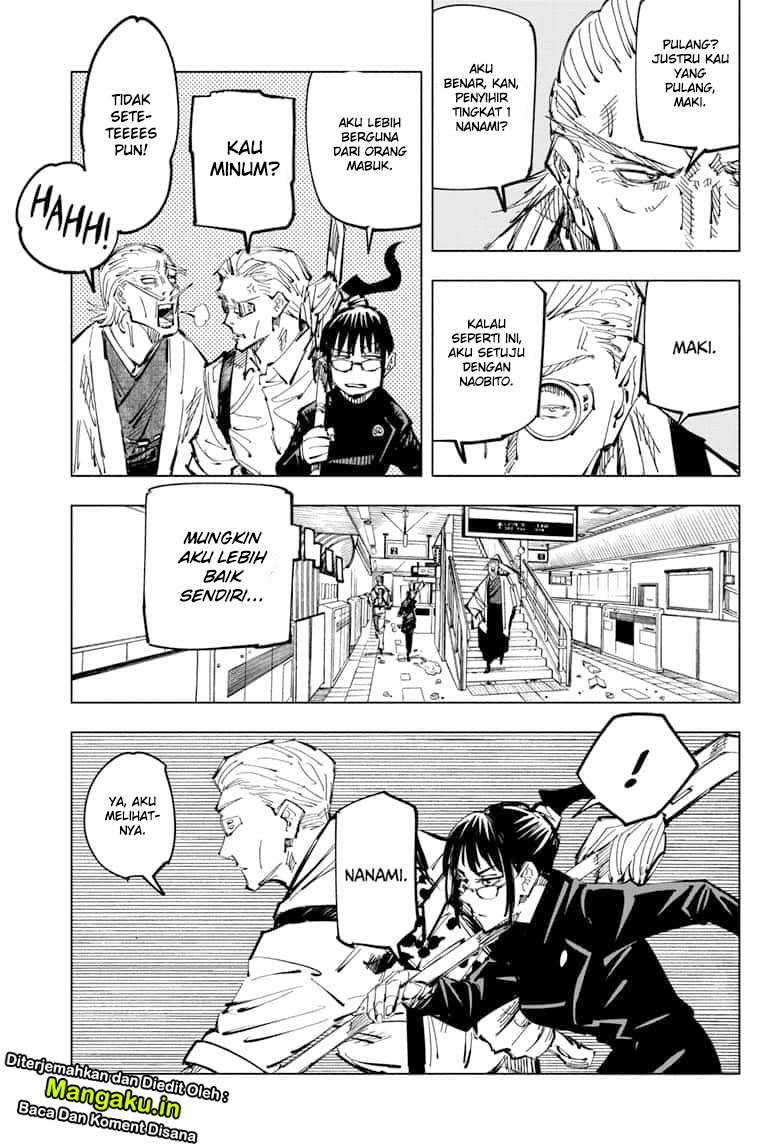 PULANG?
JUSTRU KAU
YANG
PULANG,
MAKI.
AKU
BENAR, KAN,
PENYIHIR
TINGKAT 1
NANAMI?
MAKI.
KALAU
SEPERTI INI,
AKU SETUJU
DENGAN
NAOBITO.
AKU LEBIH
BERGUNA
DARI ORANG
MABUK.
KAU
MINUM?
TIDAK
SETE-
TEEEEES
PUN!
HAHH!
MUNGKIN
AKU LEBIH
BAIK
SENDIRI...
2
!
NANAMI.
YA, AKU
MELIHAT-
NYA.
Diterjemahkan dan Diedit Oleh :
Mangaku.in
Baca Dan Koment Disana